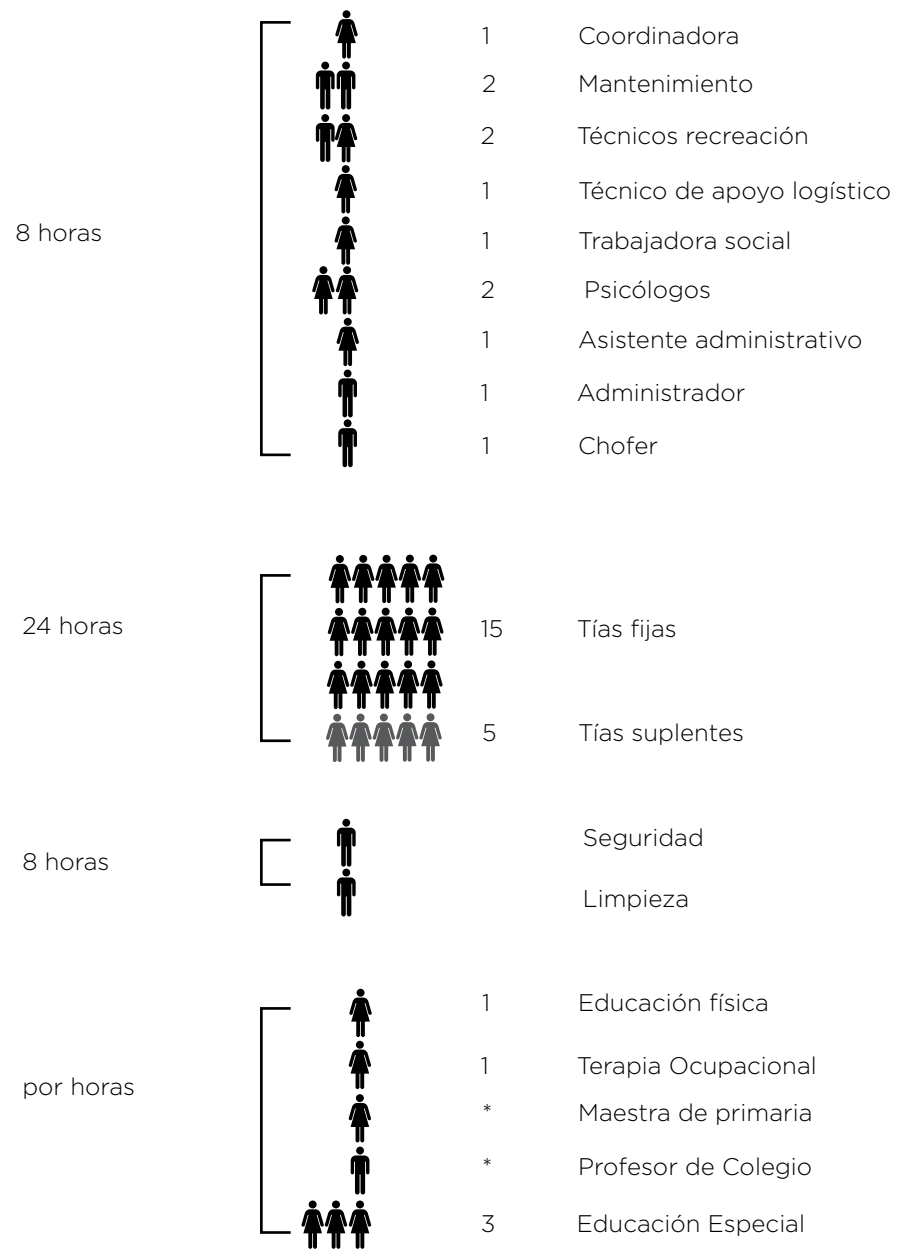 1 Coordinadora
2 Mantenimiento
2 Técnicos recreación
1 Técnico de apoyo logístico
8 horas
1 Trabajadora social
2 Psicólogos
1 Asistente administrativo
1 Administrador
1 Chofer
24 horas
15 Tías fijas
5 Tías suplentes
8 horas
Seguridad
Limpieza
por horas
1 Educación física
1 Terapia Ocupacional
* Maestra de primaria
* Profesor de Colegio
3 Educación Especial